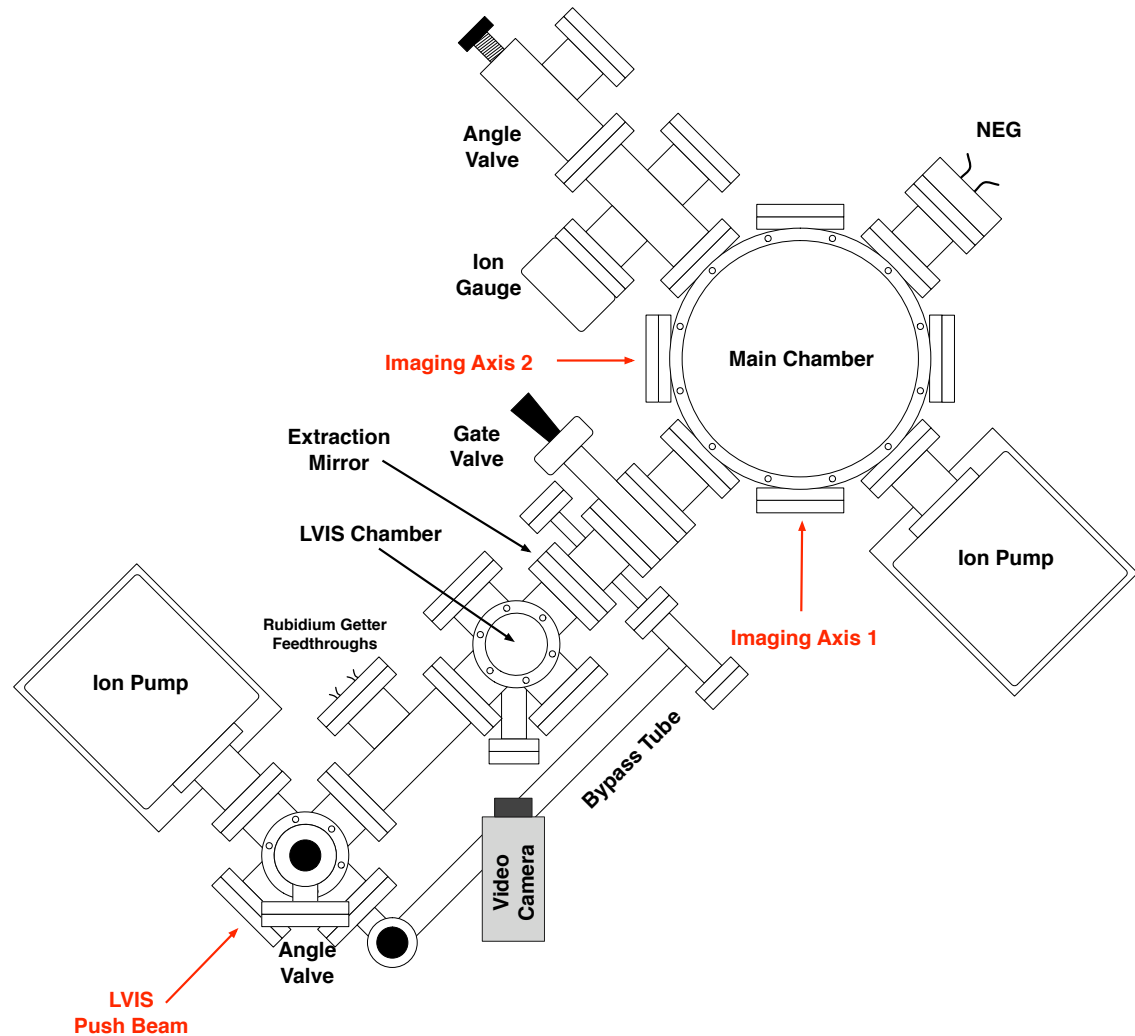 Angle
Valve
NEG
Ion
Gauge
Imaging Axis 2
Main Chamber
Extraction
Mirror
Gate
Valve
LVIS Chamber
Ion Pump
Imaging Axis 1
Rubidium Getter
Feedthroughs
Ion Pump
Bypass Tube
Video
Camera
Angle
Valve
LVIS
Push Beam